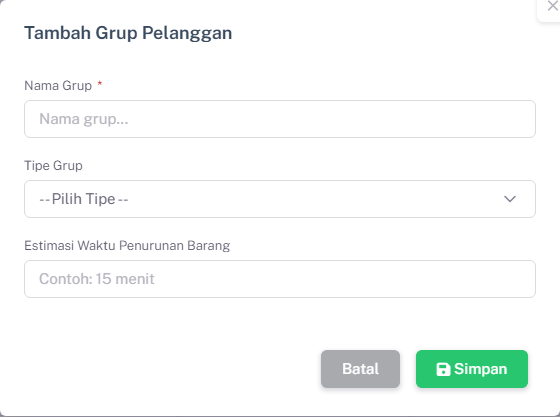 Tambah Grup Pelanggan
Nama Grup *
Nama grup...
Tipe Grup
-- Pilih Tipe --
Estimasi Waktu Penurunan Barang
Contoh: 15 menit
Batal
Simpan